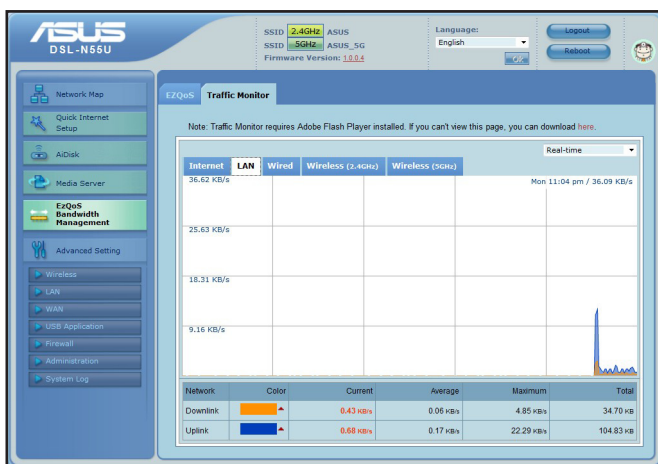 ASUS
DSL-N55U
SSID 2.4GHz ASUS
SSID 5GHz ASUS_5G
Firmware Version: 1.0.0.4
Language:
English
OK
Logout
Reboot
Network Map
Quick Internet
Setup
AiDisk
Media Server
EzQoS
Bandwidth
Management
Advanced Setting
Wireless
LAN
WAN
USB Application
Firewall
Administration
System Log
EZQoS Traffic Monitor
Note: Traffic Monitor requires Adobe Flash Player installed. If you can't view this page, you can download here.
Real-time
Internet LAN Wired Wireless (2.4GHz) Wireless (5GHz)
36.62 KB/s
Mon 11:04 pm / 36.09 KB/s
25.63 KB/s
18.31 KB/s
9.16 KB/s
Network Color Current Average Maximum Total
Downlink 0.43 KB/s 0.06 KB/s 4.85 KB/s 34.70 KB
Uplink 0.68 KB/s 0.17 KB/s 22.29 KB/s 104.83 KB